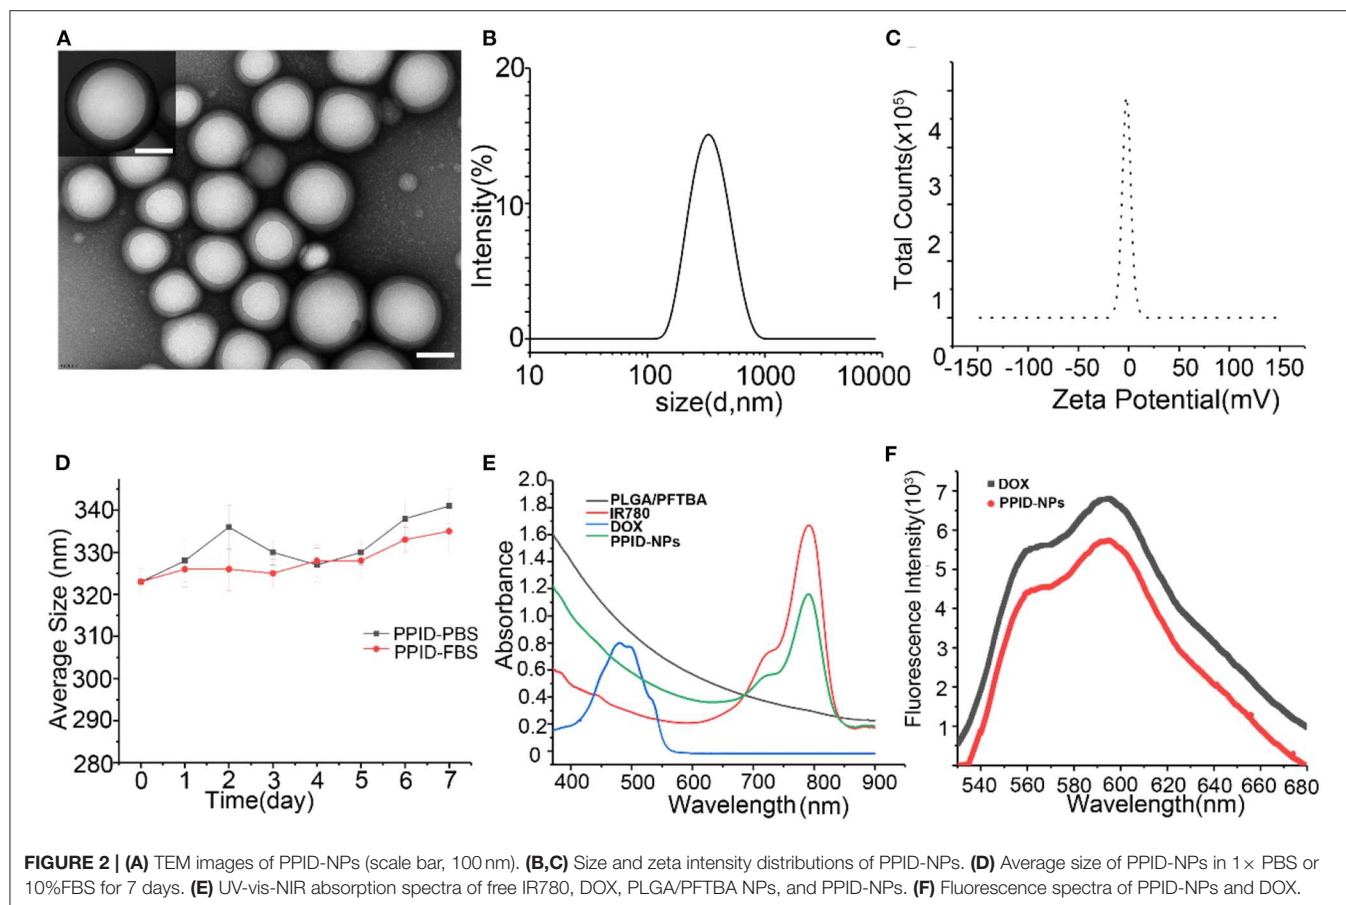 A
B
20
10
0
Intensity(%)
10
100
1000
10000
size(d,nm)
C
4
3
2
1
0
Total Counts(x10⁵)
-150
-100
-50
0
50
100
150
Zeta Potential(mV)
D
340
330
320
310
300
290
280
Average Size (nm)
PPID-PBS
PPID-FBS
0
1
2
3
4
5
6
7
Time(day)
E
2.0
1.8
1.6
1.4
1.2
1.0
0.8
0.6
0.4
0.2
0
Absorbance
PLGA/PFTBA
IR780
DOX
PPID-NPs
400
500
600
700
800
900
Wavelength(nm)
F
7
6
5
4
3
2
1
0
Fluorescence Intensity(10³)
DOX
PPID-NPs
540
560
580
600
620
640
660
680
Wavelength(nm)
FIGURE 2 | (A) TEM images of PPID-NPs (scale bar, 100 nm). (B,C) Size and zeta intensity distributions of PPID-NPs. (D) Average size of PPID-NPs in 1× PBS or
10%FBS for 7 days. (E) UV-vis-NIR absorption spectra of free IR780, DOX, PLGA/PFTBA NPs, and PPID-NPs. (F) Fluorescence spectra of PPID-NPs and DOX.